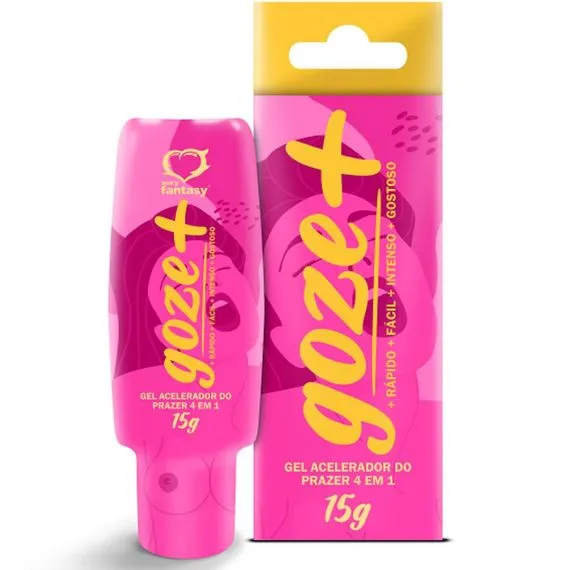 sexy
fantasy
goze+
+ RÁPIDO + FÁCIL + INTENSO + GOSTOSO
GEL ACELERADOR DO
PRAZER 4 EM 1
15g
goze+
+ RÁPIDO + FÁCIL + INTENSO + GOSTOSO
GEL ACELERADOR DO
PRAZER 4 EM 1
15g